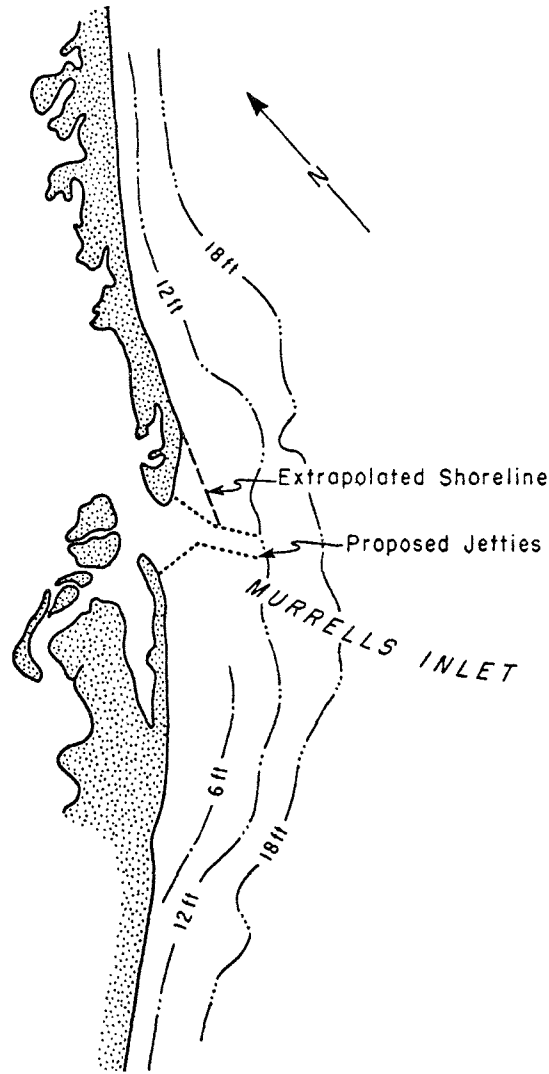 N
18 ft
12 ft
Extrapolated Shoreline
Proposed Jetties
MURRELLS INLET
6 ft
18 ft
12 ft